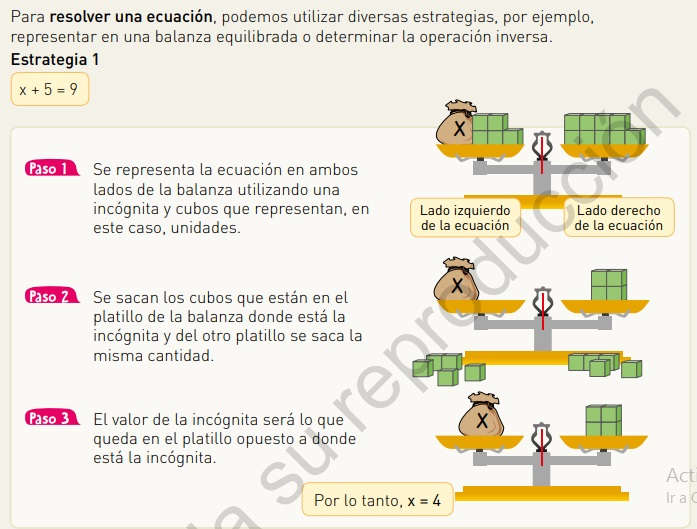 Para resolver una ecuación, podemos utilizar diversas estrategias, por ejemplo,
representar en una balanza equilibrada o determinar la operación inversa.
Estrategia 1
x + 5 = 9
Paso 1
Se representa la ecuación en ambos
lados de la balanza utilizando una
incógnita y cubos que representan, en
este caso, unidades.
X
Lado izquierdo
de la ecuación
Lado derecho
de la ecuación
Paso 2
Se sacan los cubos que están en el
platillo de la balanza donde está la
incógnita y del otro platillo se saca la
misma cantidad.
X
Paso 3
El valor de la incógnita será lo que
queda en el platillo opuesto a donde
está la incógnita.
X
Por lo tanto, x = 4
la su reproducción
Acti
Ir a C